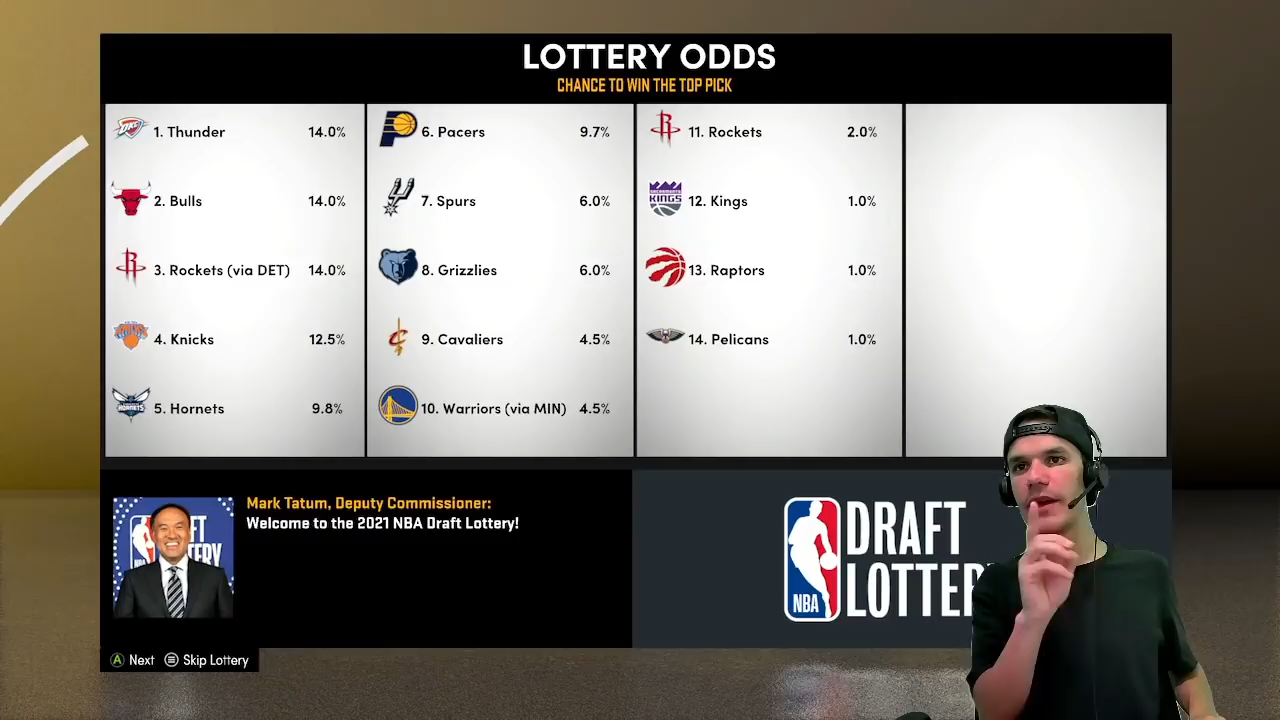 LOTTERY ODDS
CHANCE TO WIN THE TOP PICK
1. Thunder 14.0%
2. Bulls 14.0%
3. Rockets (via DET) 14.0%
4. Knicks 12.5%
5. Hornets 9.8%
6. Pacers 9.7%
7. Spurs 6.0%
8. Grizzlies 6.0%
9. Cavaliers 4.5%
10. Warriors (via MIN) 4.5%
11. Rockets 2.0%
KINGS
12. Kings 1.0%
13. Raptors 1.0%
14. Pelicans 1.0%
Mark Tatum, Deputy Commissioner:
Welcome to the 2021 NBA Draft Lottery!
NBA
DRAFT
LOTTER
A Next Skip Lottery